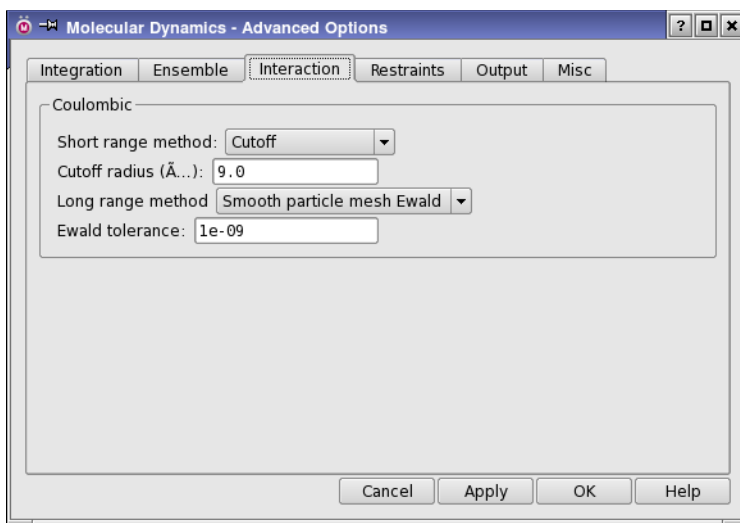 Molecular Dynamics - Advanced Options
Integration Ensemble Interaction Restraints Output Misc
Coulombic
Short range method: Cutoff
Cutoff radius (Ã…): 9.0
Long range method Smooth particle mesh Ewald
Ewald tolerance: 1e-09
Cancel Apply OK Help